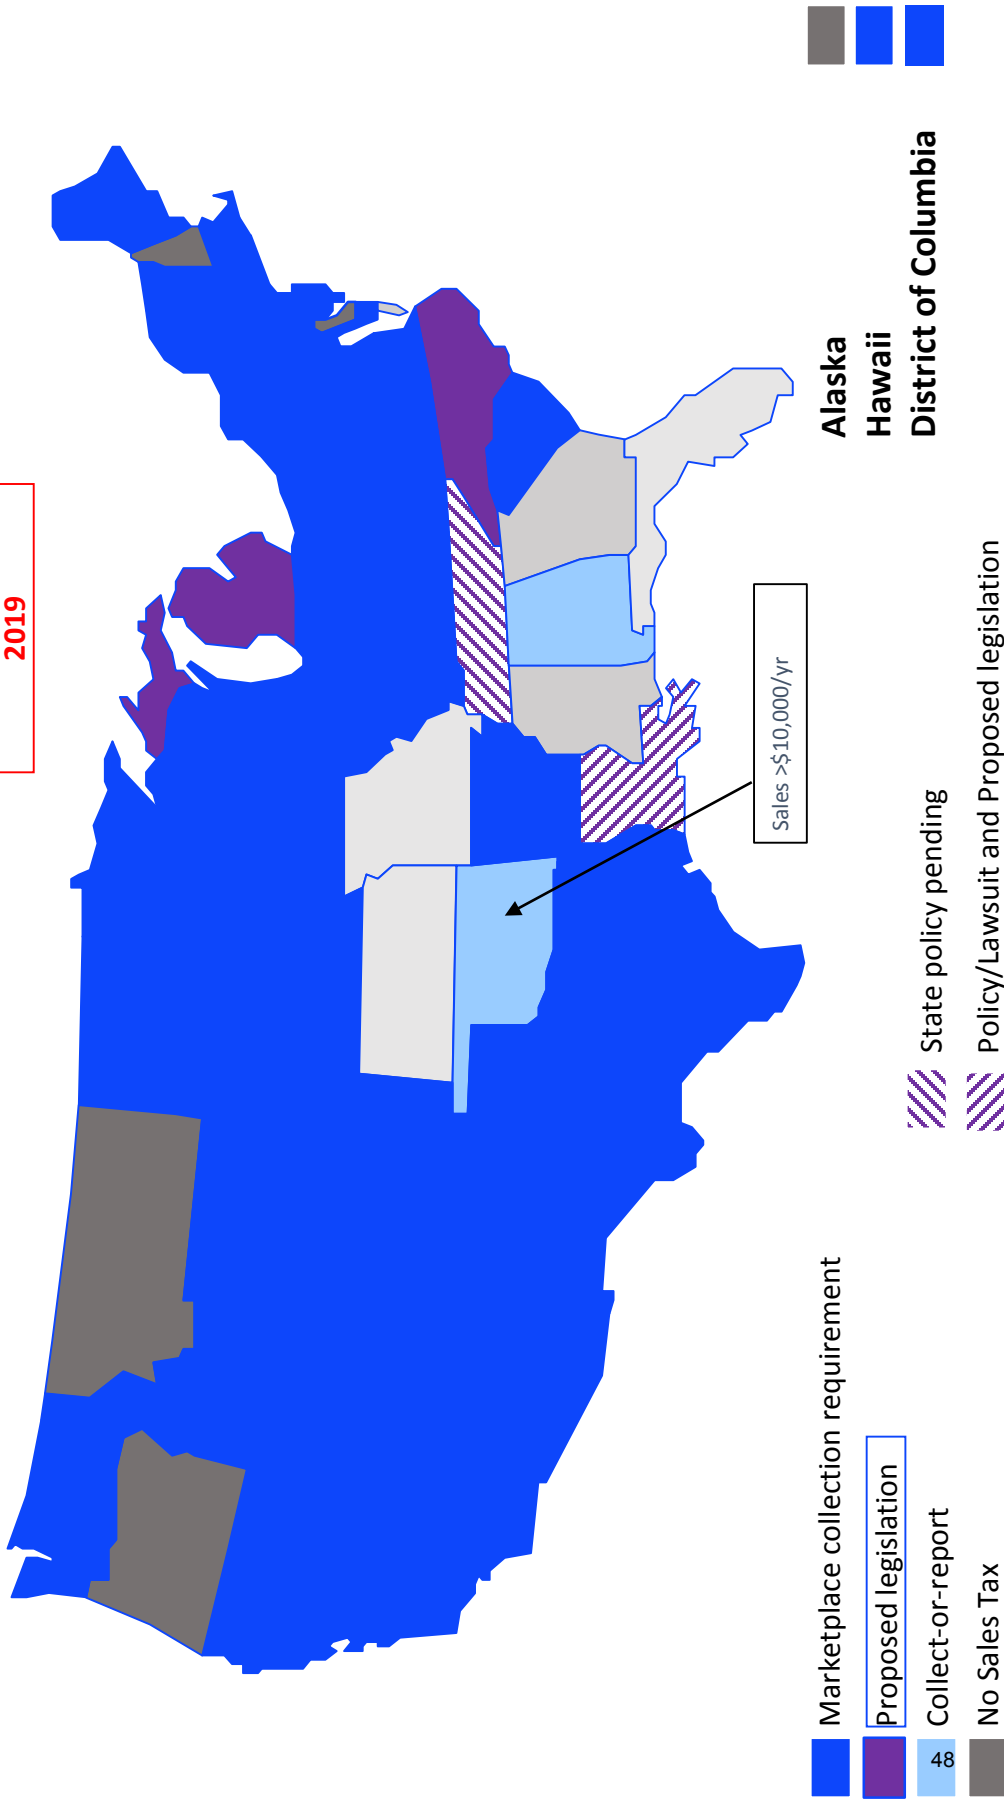 2019
Sales >$10,000/yr
Alaska
Hawaii
District of Columbia
Marketplace collection requirement
Proposed legislation
Collect-or-report
No Sales Tax
State policy pending
Policy/Lawsuit and Proposed legislation
48